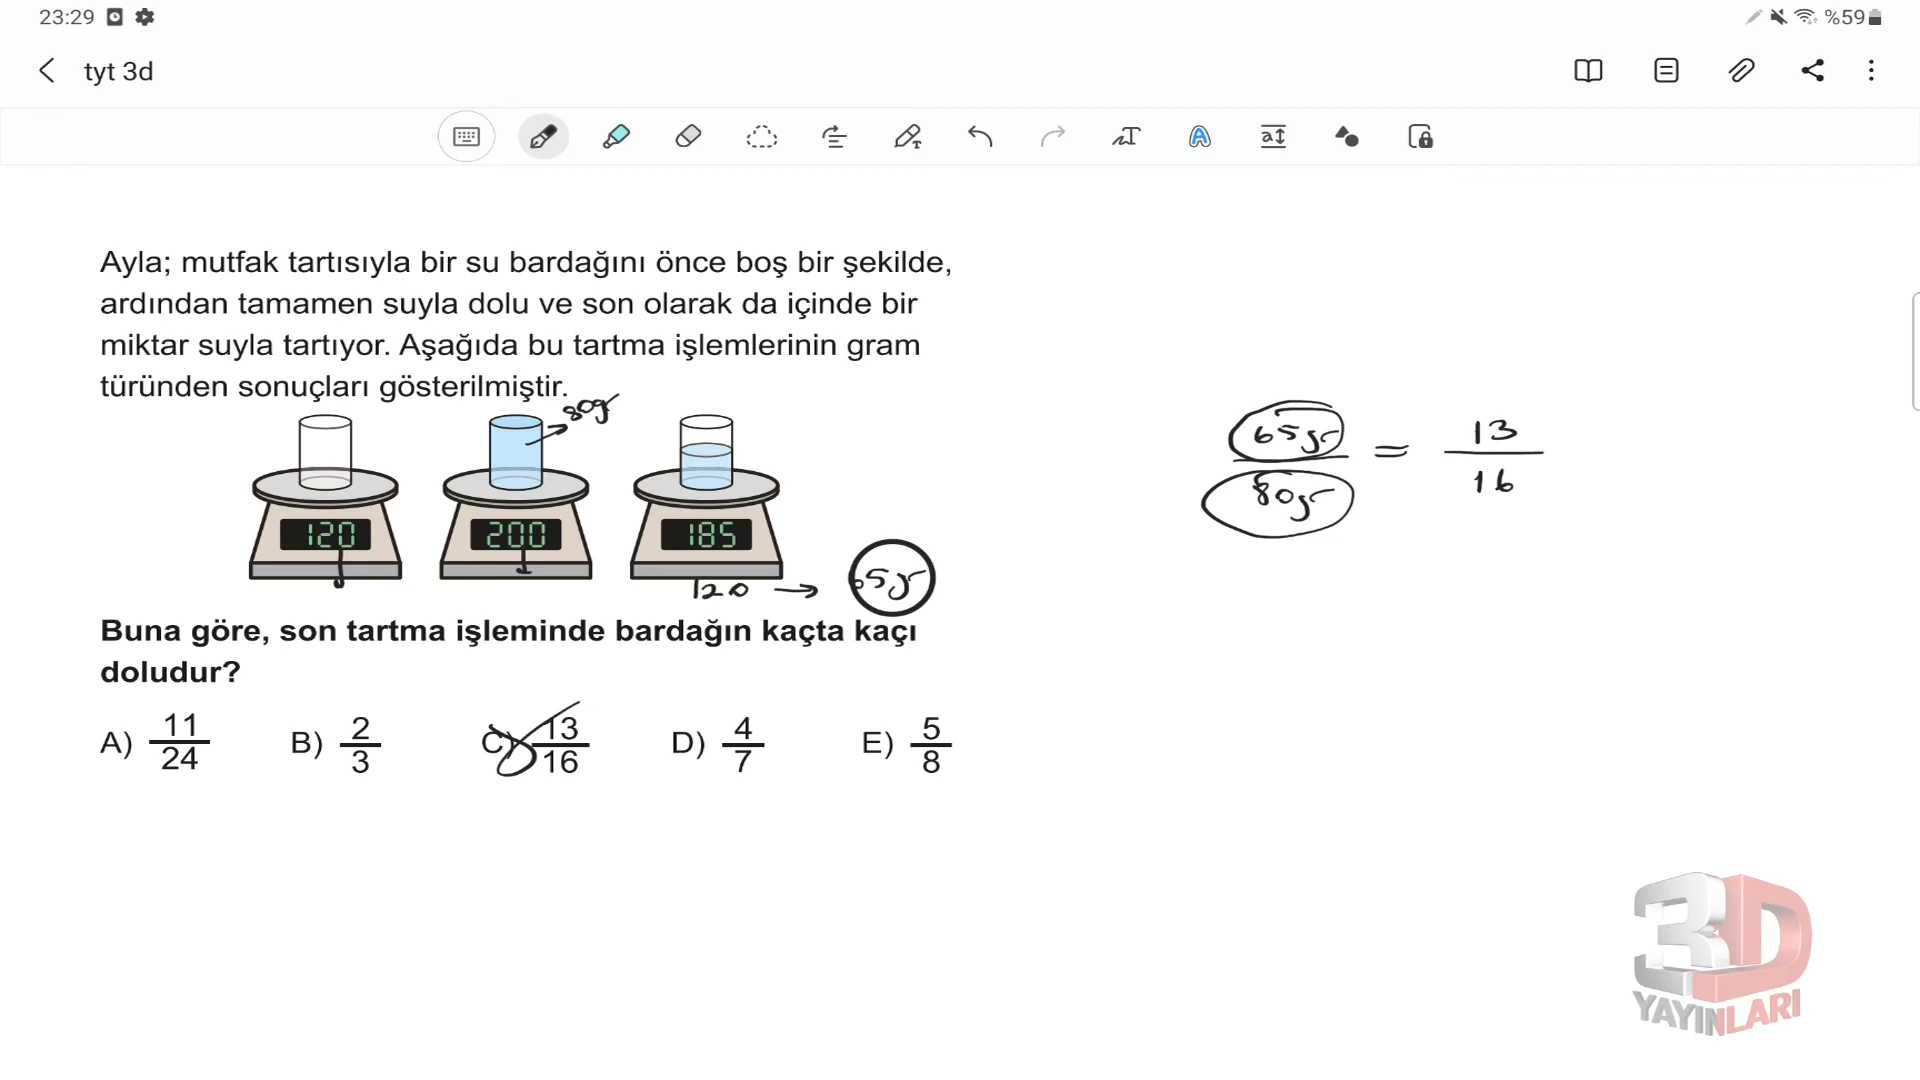 23:29
%59
tyt 3d
Ayla; mutfak tartısıyla bir su bardağını önce boş bir şekilde,
ardından tamamen suyla dolu ve son olarak da içinde bir
miktar suyla tartıyor. Aşağıda bu tartma işlemlerinin gram
türünden sonuçları gösterilmiştir.
80gr
120 200 185
120 → 65gr
65gr / 80gr = 13 / 16
Buna göre, son tartma işleminde bardağın kaçta kaçı
doludur?
A) 11/24 B) 2/3 C) 13/16 D) 4/7 E) 5/8
3D
YAYINLARI